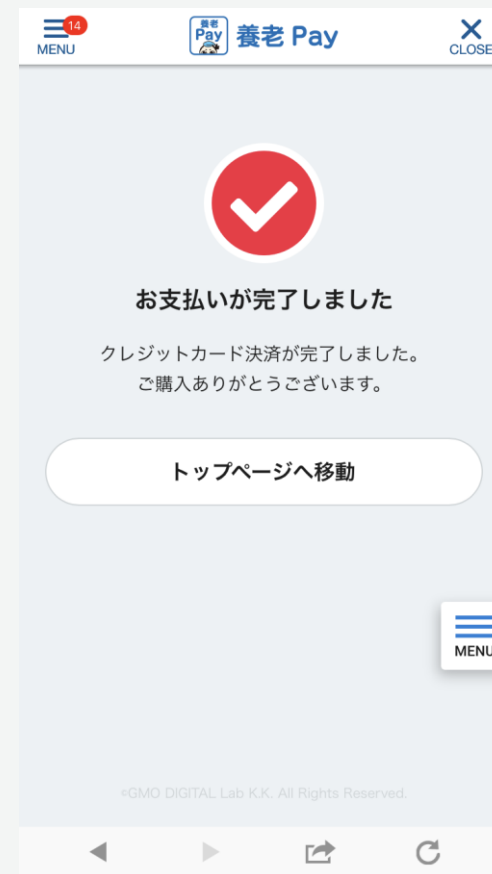 14
MENU
養老
Pay
養老 Pay
CLOSE
お支払いが完了しました
クレジットカード決済が完了しました。
ご購入ありがとうございます。
トップページへ移動
MENU
©GMO DIGITAL Lab K.K. All Rights Reserved.